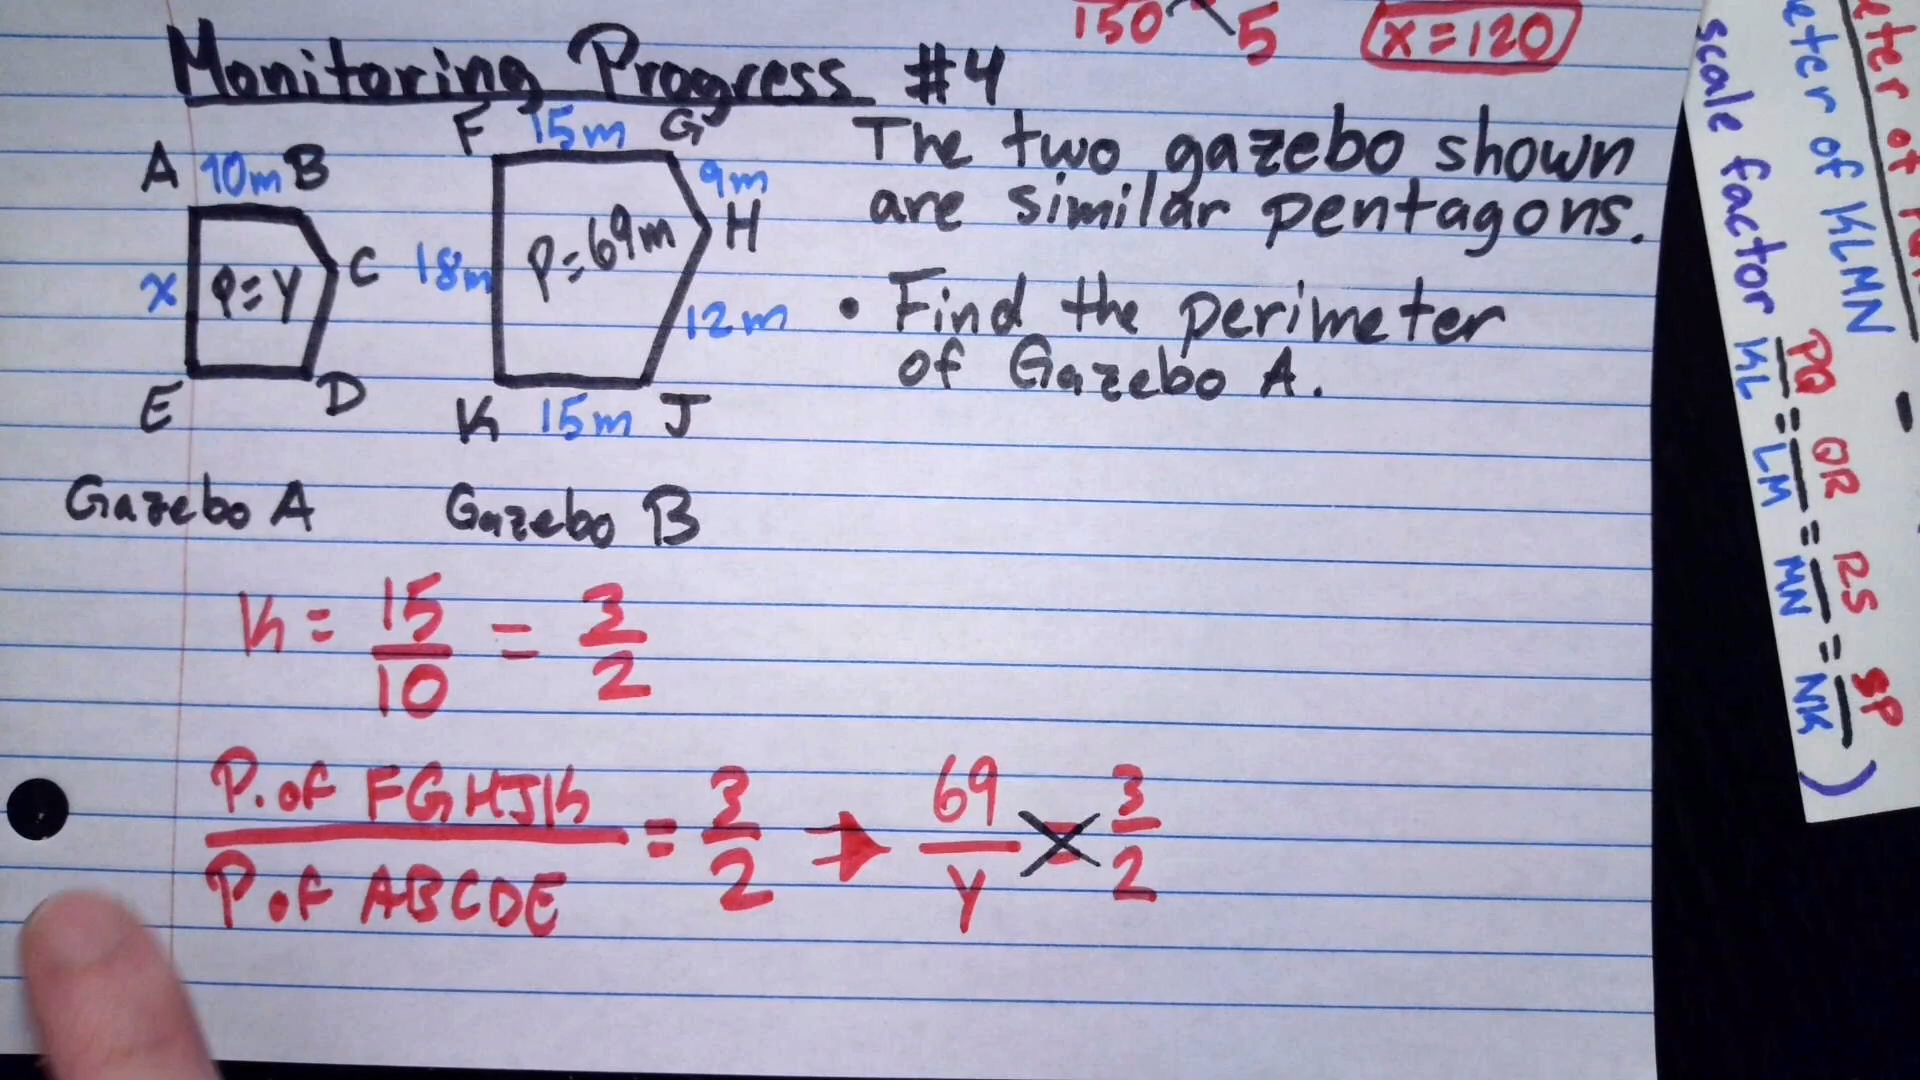 150 5 x=120
Monitoring Progress #4
F 15m G
A 10m B
9m
H
x P=Y C 18m P=69m
12m
E D K 15m J
Gazebo A Gazebo B
The two gazebo shown
are similar pentagons.
• Find the perimeter
of Gazebo A.
K = 15/10 = 3/2
P. of FGHJK / P. of ABCDE = 3/2 → 69/Y = 3/2
eter of
eter of KLMN
scale factor PQ/KL = QR/LM = RS/MN = SP/NK )